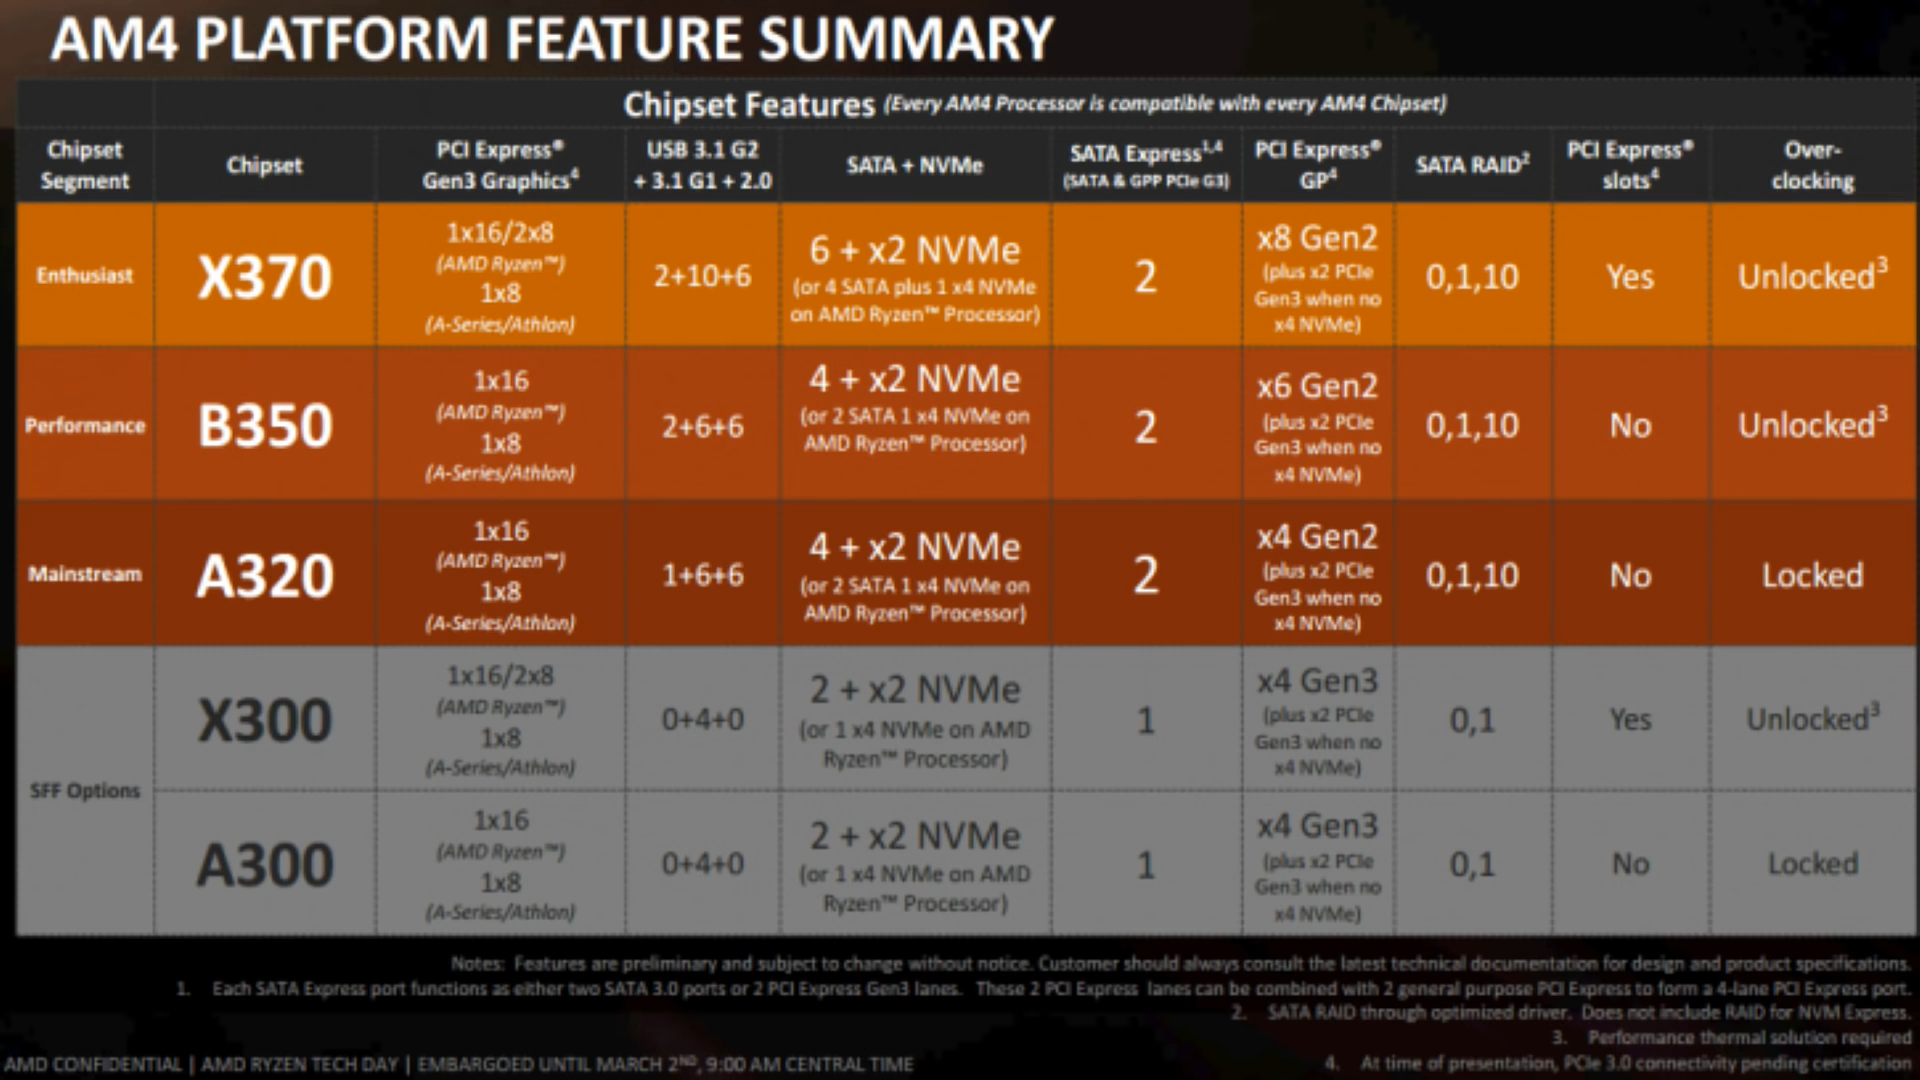 AM4 PLATFORM FEATURE SUMMARY
Chipset Features (Every AM4 Processor is compatible with every AM4 Chipset)
Chipset
Segment
Chipset
PCI Express®
Gen3 Graphics⁴
USB 3.1 G2
+ 3.1 G1 + 2.0
SATA + NVMe
SATA Express¹,⁴
(SATA & GPP PCIe G3)
PCI Express®
GP⁴
SATA RAID²
PCI Express®
slots⁴
Over-
clocking
Enthusiast
X370
1x16/2x8
(AMD Ryzen™)
1x8
(A-Series/Athlon)
2+10+6
6 + x2 NVMe
(or 4 SATA plus 1 x4 NVMe
on AMD Ryzen™ Processor)
2
x8 Gen2
(plus x2 PCIe
Gen3 when no
x4 NVMe)
0,1,10
Yes
Unlocked³
Performance
B350
1x16
(AMD Ryzen™)
1x8
(A-Series/Athlon)
2+6+6
4 + x2 NVMe
(or 2 SATA 1 x4 NVMe on
AMD Ryzen™ Processor)
2
x6 Gen2
(plus x2 PCIe
Gen3 when no
x4 NVMe)
0,1,10
No
Unlocked³
Mainstream
A320
1x16
(AMD Ryzen™)
1x8
(A-Series/Athlon)
1+6+6
4 + x2 NVMe
(or 2 SATA 1 x4 NVMe on
AMD Ryzen™ Processor)
2
x4 Gen2
(plus x2 PCIe
Gen3 when no
x4 NVMe)
0,1,10
No
Locked
SFF Options
X300
1x16/2x8
(AMD Ryzen™)
1x8
(A-Series/Athlon)
0+4+0
2 + x2 NVMe
(or 1 x4 NVMe on AMD
Ryzen™ Processor)
1
x4 Gen3
(plus x2 PCIe
Gen3 when no
x4 NVMe)
0,1
Yes
Unlocked³
A300
1x16
(AMD Ryzen™)
1x8
(A-Series/Athlon)
0+4+0
2 + x2 NVMe
(or 1 x4 NVMe on AMD
Ryzen™ Processor)
1
x4 Gen3
(plus x2 PCIe
Gen3 when no
x4 NVMe)
0,1
No
Locked
Notes: Features are preliminary and subject to change without notice. Customer should always consult the latest technical documentation for design and product specifications.
1. Each SATA Express port functions as either two SATA 3.0 ports or 2 PCI Express Gen3 lanes. These 2 PCI Express lanes can be combined with 2 general purpose PCI Express to form a 4-lane PCI Express port.
2. SATA RAID through optimized driver. Does not include RAID for NVM Express.
3. Performance thermal solution required
4. At time of presentation, PCIe 3.0 connectivity pending certification
AMD CONFIDENTIAL | AMD RYZEN TECH DAY | EMBARGOED UNTIL MARCH 2ND, 9:00 AM CENTRAL TIME